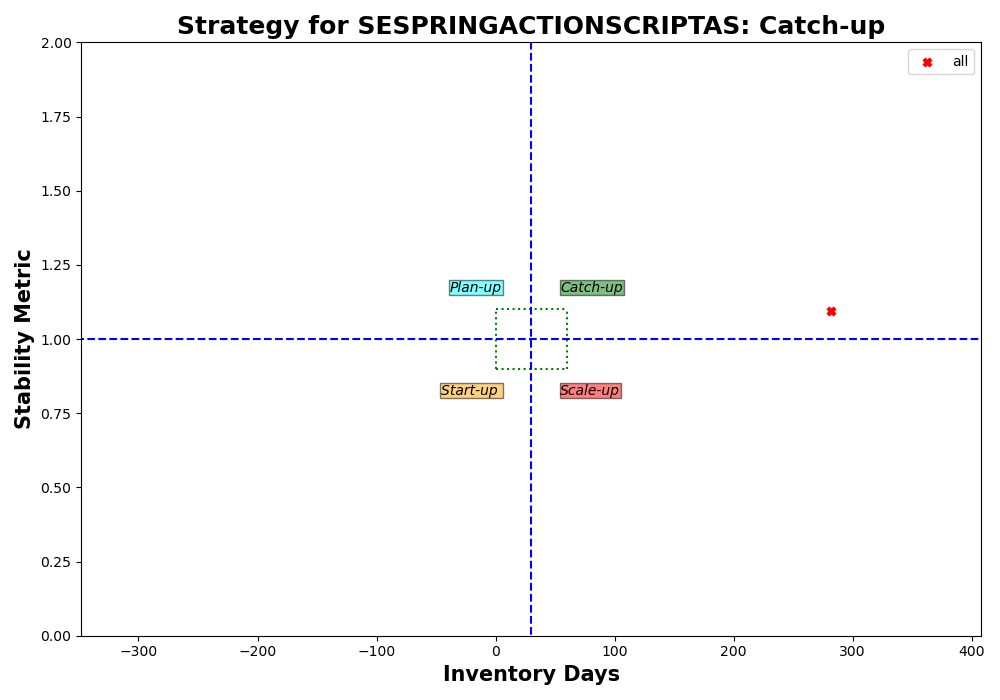 Strategy for SESPRINGACTIONSCRIPTAS: Catch-up
all
2.00
1.75
1.50
1.25
1.00
0.75
0.50
0.25
0.00
Stability Metric
Plan-up
Catch-up
Start-up
Scale-up
−300
−200
−100
0
100
200
300
400
Inventory Days